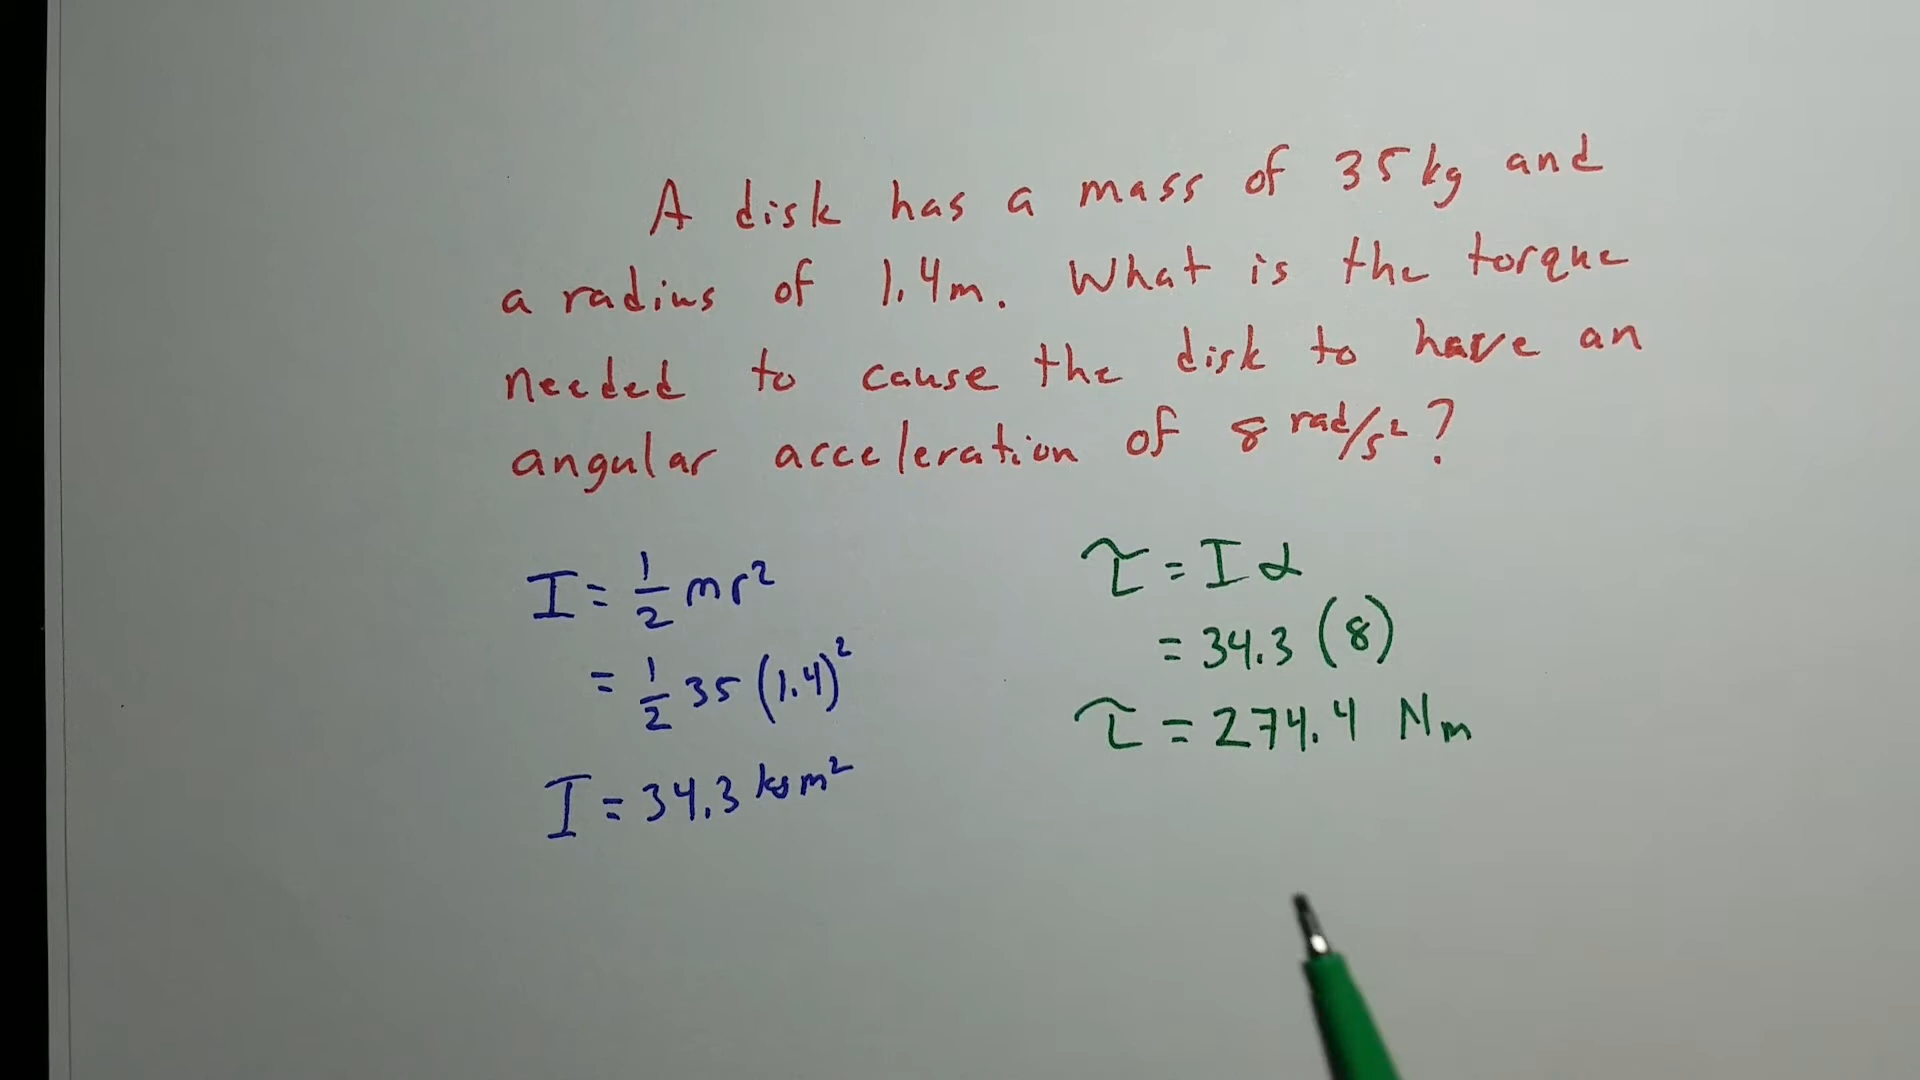 A disk has a mass of 35 kg and
a radius of 1.4m. What is the torque
needed to cause the disk to have an
angular acceleration of 8 rad/s²?
I = 1/2 mr²
= 1/2 35 (1.4)²
I = 34.3 kgm²
τ = I α
= 34.3 (8)
τ = 274.4 Nm